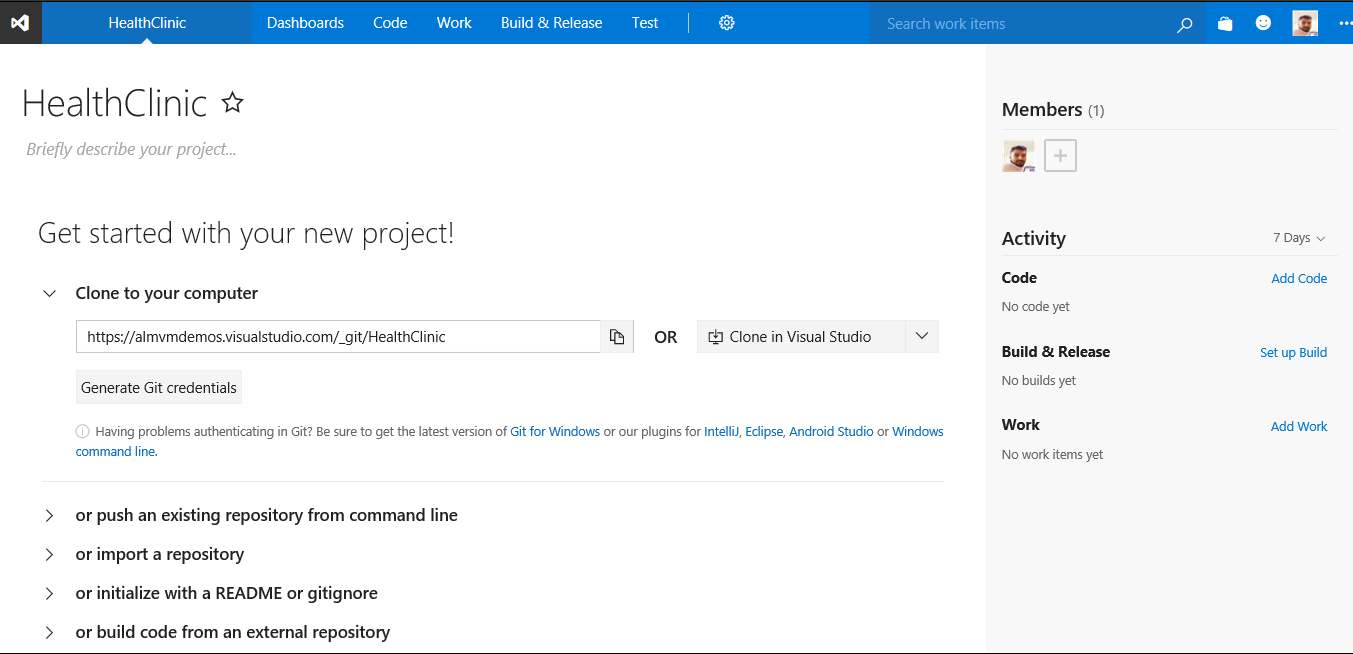 HealthClinic Dashboards Code Work Build & Release Test Search work items
HealthClinic
Briefly describe your project...
Get started with your new project!
Clone to your computer
https://almvmdemos.visualstudio.com/_git/HealthClinic OR Clone in Visual Studio
Generate Git credentials
Having problems authenticating in Git? Be sure to get the latest version of Git for Windows or our plugins for IntelliJ, Eclipse, Android Studio or Windows
command line.
or push an existing repository from command line
or import a repository
or initialize with a README or gitignore
or build code from an external repository
Members (1)
Activity 7 Days
Code Add Code
No code yet
Build & Release Set up Build
No builds yet
Work Add Work
No work items yet